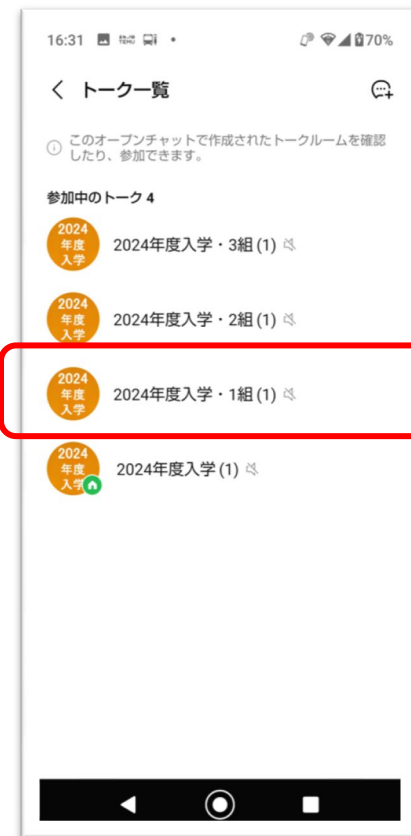 16:31 70%
トーク一覧
このオープンチャットで作成されたトークルームを確認
したり、参加できます。
参加中のトーク 4
2024
年度
入学
2024年度入学・3組 (1)
2024
年度
入学
2024年度入学・2組 (1)
2024
年度
入学
2024年度入学・1組 (1)
2024
年度
入学
2024年度入学 (1)